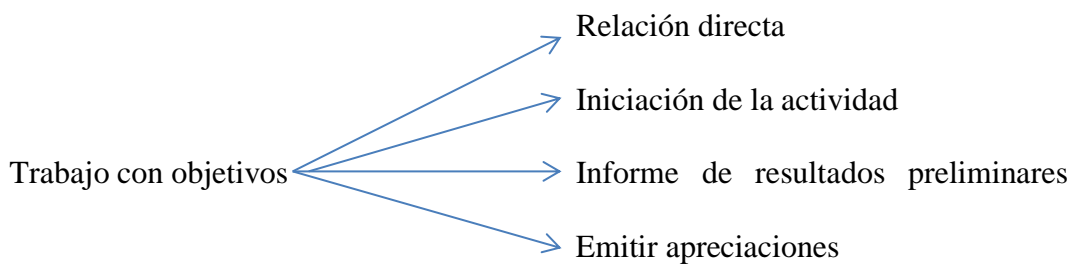 Relación directa
Iniciación de la actividad
Trabajo con objetivos
Informe de resultados preliminares
Emitir apreciaciones